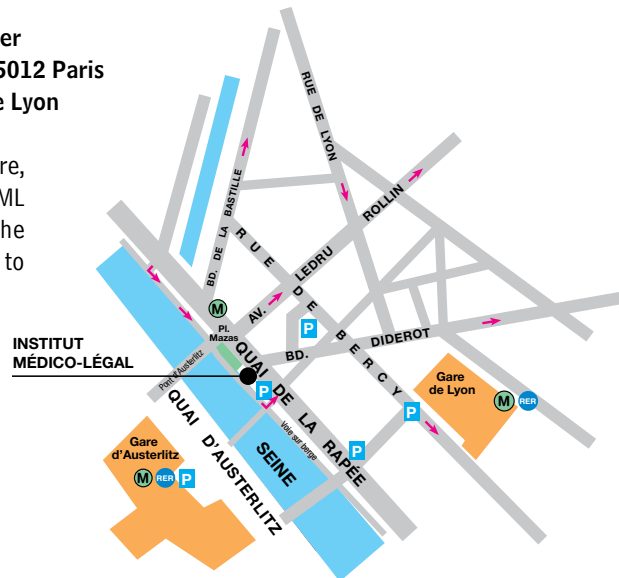 er
5012 Paris
e Lyon
re,
ML
he
to
INSTITUT
MÉDICO-LÉGAL
RUE DE LYON
BD. DE LA BASTILLE
ROLLIN
LEDRU
AV.
RUE DE BERCY
M
Pl.
Mazas
P
BD.
DIDEROT
Pont d'Austerlitz
P
QUAI DE LA RAPÉE
Gare
de Lyon
M
RER
P
QUAI D'AUSTERLITZ
Voie sur berge
SEINE
P
Gare
d'Austerlitz
M
RER
P